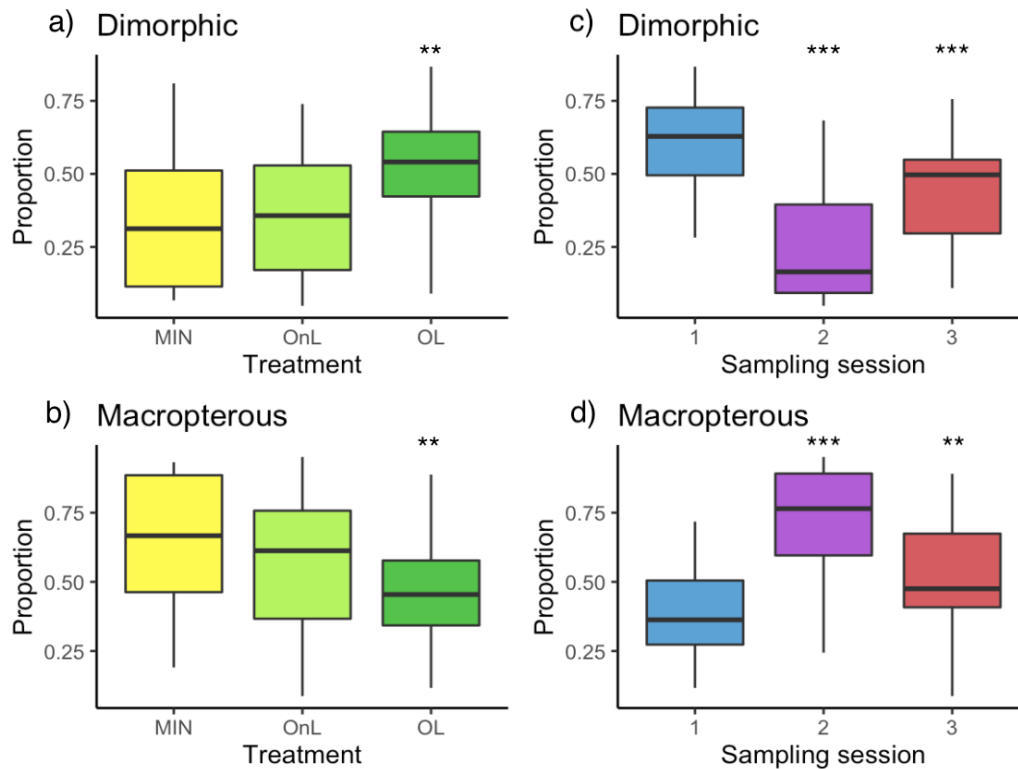 a) Dimorphic
**
Proportion
0.75
0.50
0.25
MIN OnL OL
Treatment
c) Dimorphic
*** ***
Proportion
0.75
0.50
0.25
1 2 3
Sampling session
b) Macropterous
**
Proportion
0.75
0.50
0.25
MIN OnL OL
Treatment
d) Macropterous
*** **
Proportion
0.75
0.50
0.25
1 2 3
Sampling session